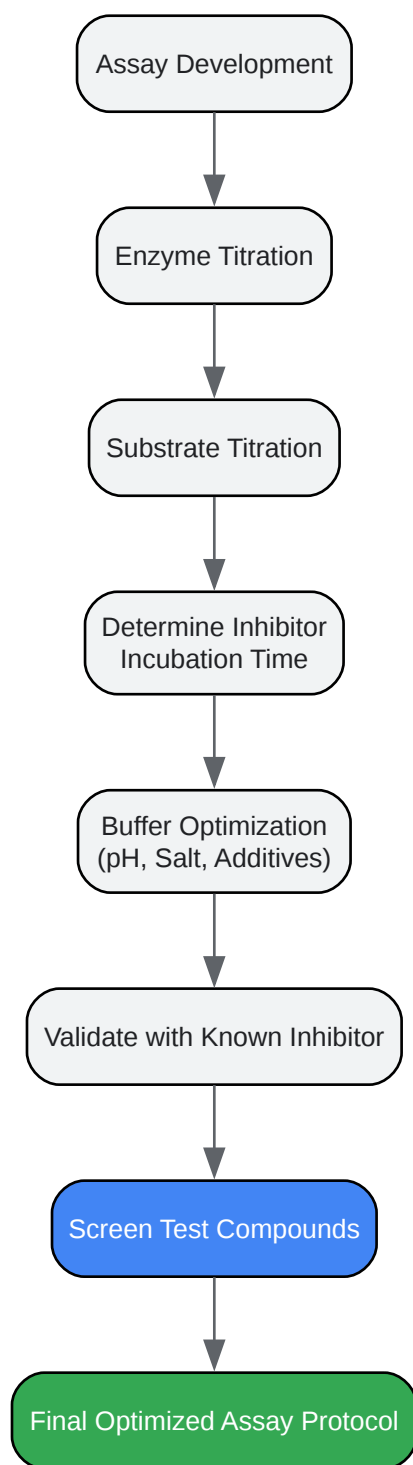 Assay Development
Enzyme Titration
Substrate Titration
Determine Inhibitor
Incubation Time
Buffer Optimization
(pH, Salt, Additives)
Validate with Known Inhibitor
Screen Test Compounds
Final Optimized Assay Protocol